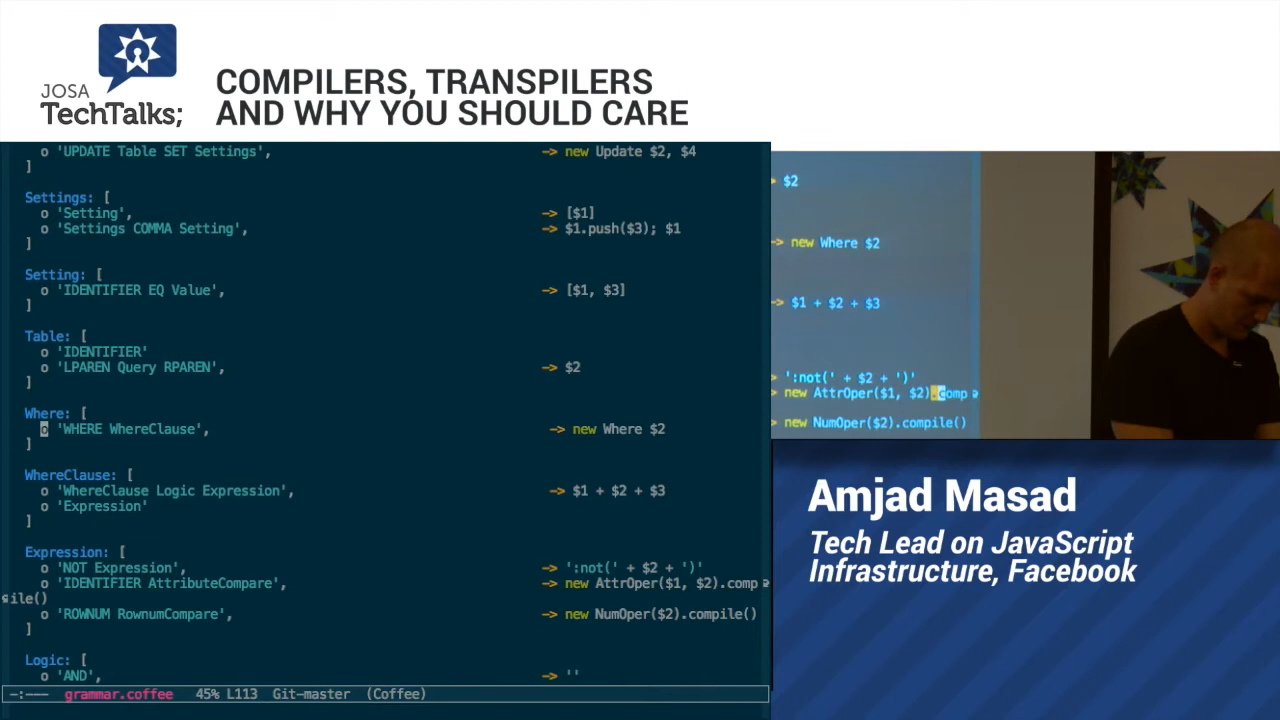 JOSA
TechTalks;
COMPILERS, TRANSPILERS
AND WHY YOU SHOULD CARE
o 'UPDATE Table SET Settings', -> new Update $2, $4
]
Settings: [
o 'Setting', -> [$1]
o 'Settings COMMA Setting', -> $1.push($3); $1
]
Setting: [
o 'IDENTIFIER EQ Value', -> [$1, $3]
]
Table: [
o 'IDENTIFIER'
o 'LPAREN Query RPAREN', -> $2
]
Where: [
o 'WHERE WhereClause', -> new Where $2
]
WhereClause: [
o 'WhereClause Logic Expression', -> $1 + $2 + $3
o 'Expression'
]
Expression: [
o 'NOT Expression', -> ':not(' + $2 + ')'
o 'IDENTIFIER AttributeCompare', -> new AttrOper($1, $2).comp
ile()
o 'ROWNUM RownumCompare', -> new NumOper($2).compile()
]
Logic: [
o 'AND', -> ''
-:--- grammar.coffee 45% L113 Git-master (Coffee)
> $2
-> new Where $2
-> $1 + $2 + $3
> ':not(' + $2 + ')'
> new AttrOper($1, $2).comp
> new NumOper($2).compile()
Amjad Masad
Tech Lead on JavaScript
Infrastructure, Facebook